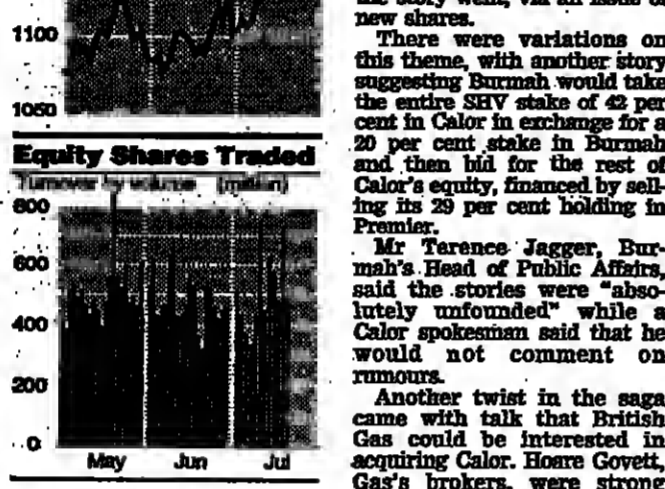 1100
1050
Equity Shares Traded
Turnover by volume (million)
800
600
400
200
0
May Jun Jul
new shares.
There were variations on
this theme, with another story
suggesting Burmah would take
the entire SHV stake of 42 per
cent in Calor in exchange for a
20 per cent stake in Burmah
and then bid for the rest of
Calor's equity, financed by sell-
ing its 29 per cent holding in
Premier.
Mr Terence Jagger, Bur-
mah's Head of Public Affairs,
said the stories were "abso-
lutely unfounded" while a
Calor spokesman said that he
would not comment on
rumours.
Another twist in the saga
came with talk that British
Gas could be interested in
acquiring Calor. Hoare Govett,
Gas's brokers, were strong